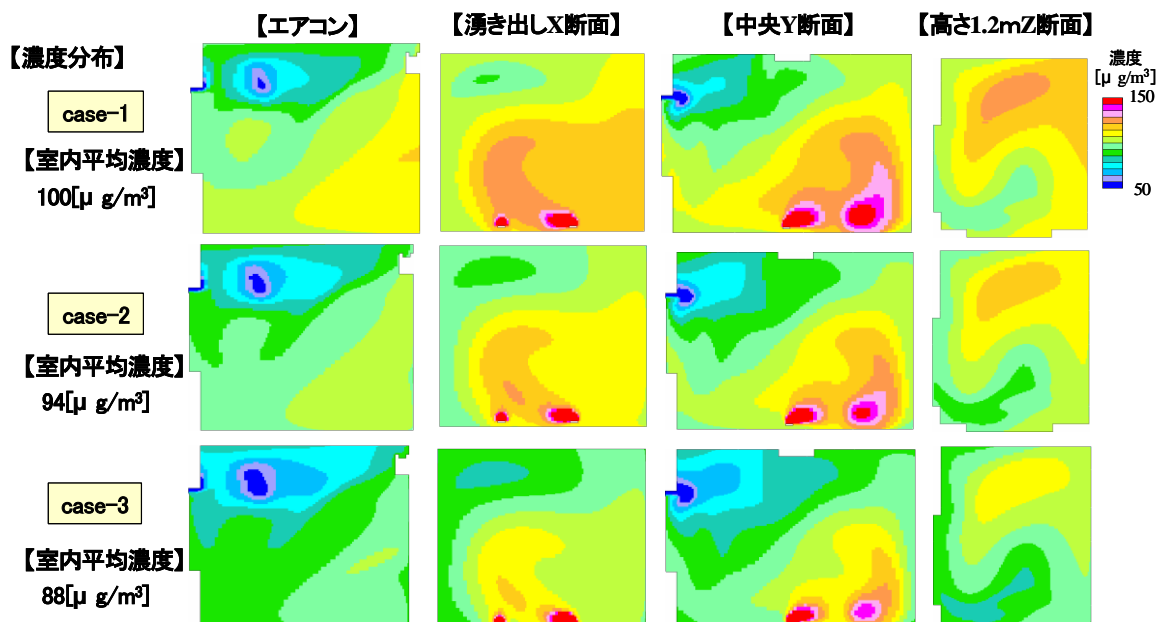 【エアコン】
【湧き出しX断面】
【中央Y断面】
【高さ1.2mZ断面】
【濃度分布】
濃度
[μ g/m³]
150
50
case-1
【室内平均濃度】
100[μ g/m³]
case-2
【室内平均濃度】
94[μ g/m³]
case-3
【室内平均濃度】
88[μ g/m³]